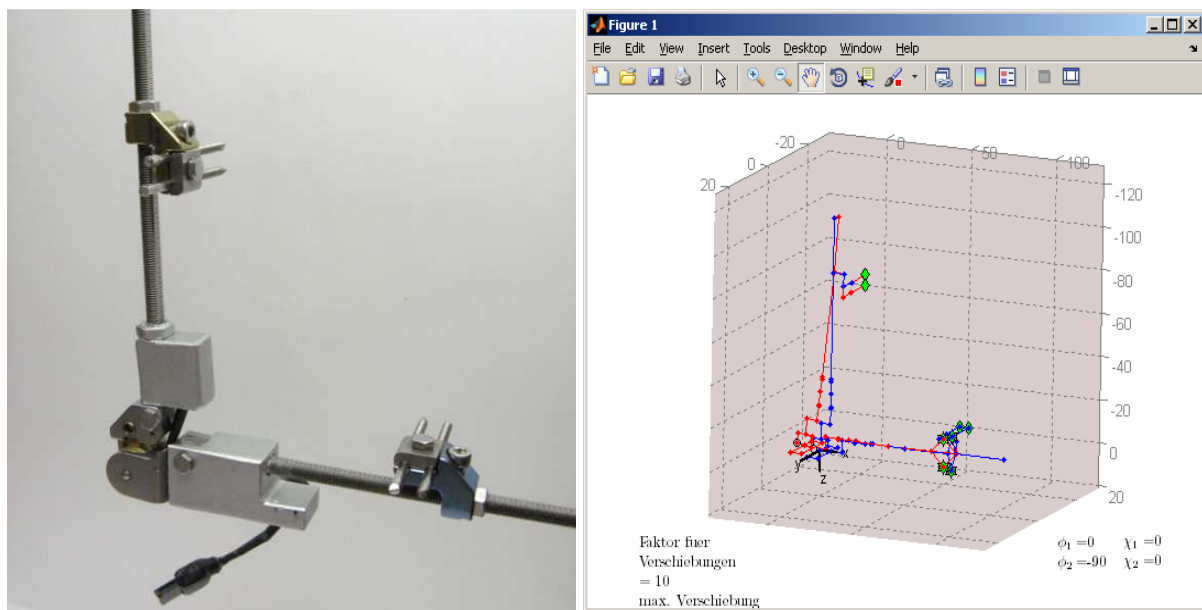 Figure 1
File Edit View Insert Tools Desktop Window Help
-20
0
20
0
50
100
-120
-100
-80
-60
-40
-20
0
20
y
x
z
Faktor fuer
Verschiebungen
= 10
max. Verschiebung
ϕ₁ =0 χ₁ =0
ϕ₂ =-90 χ₂ =0